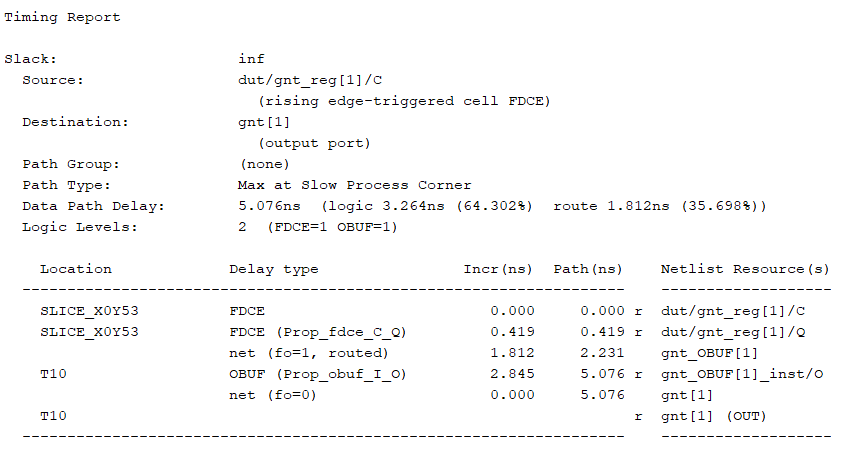 Timing Report
Slack:                    inf
  Source:                 dut/gnt_reg[1]/C
                            (rising edge-triggered cell FDCE)
  Destination:            gnt[1]
                            (output port)
  Path Group:             (none)
  Path Type:              Max at Slow Process Corner
  Data Path Delay:        5.076ns  (logic 3.264ns (64.302%)  route 1.812ns (35.698%))
  Logic Levels:           2  (FDCE=1 OBUF=1)
    Location             Delay type                Incr(ns)  Path(ns)    Netlist Resource(s)
  -------------------------------------------------------------------    -------------------
    SLICE_X0Y53          FDCE                         0.000     0.000 r  dut/gnt_reg[1]/C
    SLICE_X0Y53          FDCE (Prop_fdce_C_Q)         0.419     0.419 r  dut/gnt_reg[1]/Q
                         net (fo=1, routed)           1.812     2.231    gnt_OBUF[1]
    T10                  OBUF (Prop_obuf_I_O)         2.845     5.076 r  gnt_OBUF[1]_inst/O
                         net (fo=0)                   0.000     5.076    gnt[1]
    T10                                                               r  gnt[1] (OUT)
  -------------------------------------------------------------------    -------------------